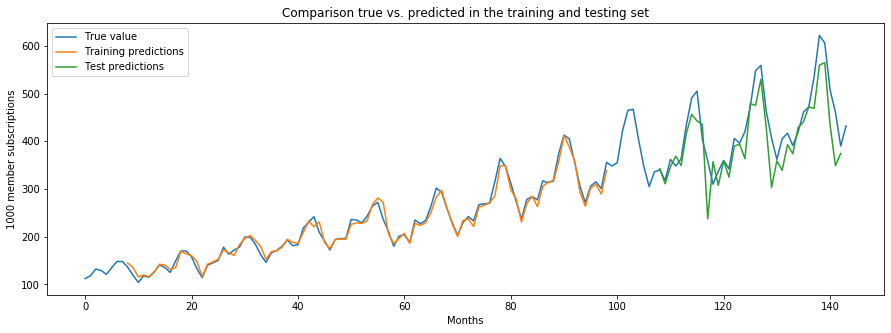 Comparison true vs. predicted in the training and testing set
True value
Training predictions
Test predictions
1000 member subscriptions
600
500
400
300
200
100
0 20 40 60 80 100 120 140
Months